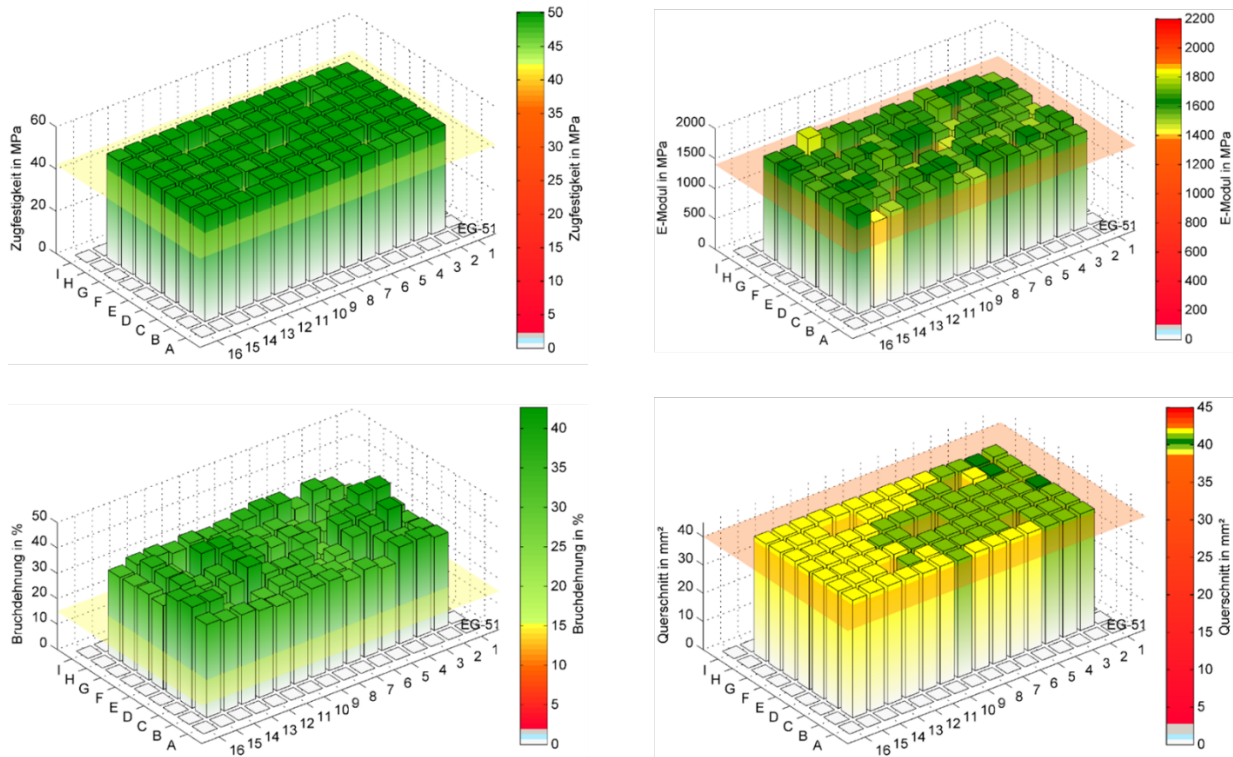 Zugfestigkeit in MPa
60
40
20
0
I
H
G
F
E
D
C
B
A
16
15
14
13
12
11
10
9
8
7
6
5
4
3
2
1
EG-51
50
45
40
35
30
25
20
15
10
5
0
Zugfestigkeit in MPa
E-Modul in MPa
2000
1500
1000
500
0
I
H
G
F
E
D
C
B
A
16
15
14
13
12
11
10
9
8
7
6
5
4
3
2
1
EG-51
2200
2000
1800
1600
1400
1200
1000
800
600
400
200
0
E-Modul in MPa
Bruchdehnung in %
50
40
30
20
10
0
I
H
G
F
E
D
C
B
A
16
15
14
13
12
11
10
9
8
7
6
5
4
3
2
1
EG-51
40
35
30
25
20
15
10
5
0
Bruchdehnung in %
Querschnitt in mm²
40
30
20
10
0
I
H
G
F
E
D
C
B
A
16
15
14
13
12
11
10
9
8
7
6
5
4
3
2
1
EG-51
45
40
35
30
25
20
15
10
5
0
Querschnitt in mm²